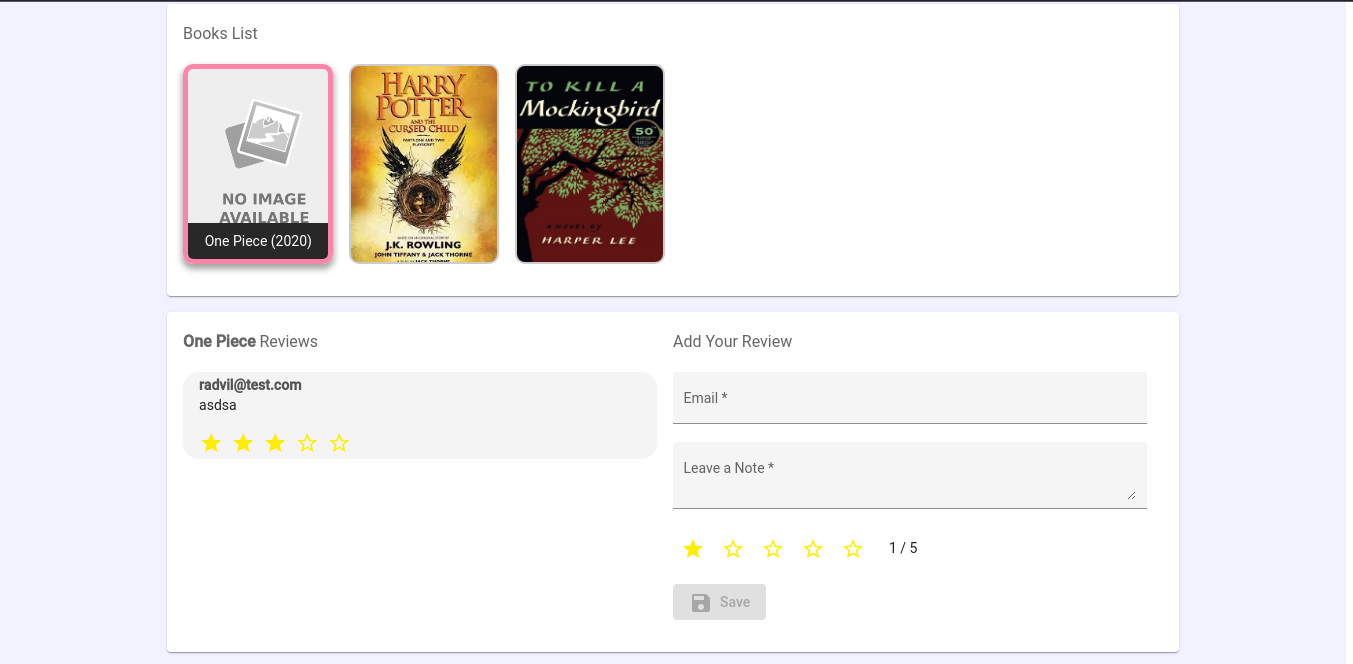 Books List
NO IMAGE
AVAILABLE
One Piece (2020)
HARRY
POTTER
AND THE
CURSED CHILD
PARTS ONE AND TWO
PLAYSCRIPT
BASED ON AN ORIGINAL STORY BY
J.K. ROWLING
JOHN TIFFANY & JACK THORNE
TO KILL A
Mockingbird
50
A NOVEL BY
HARPER LEE
One Piece Reviews
radvil@test.com
asdsa
Add Your Review
Email *
Leave a Note *
1 / 5
Save